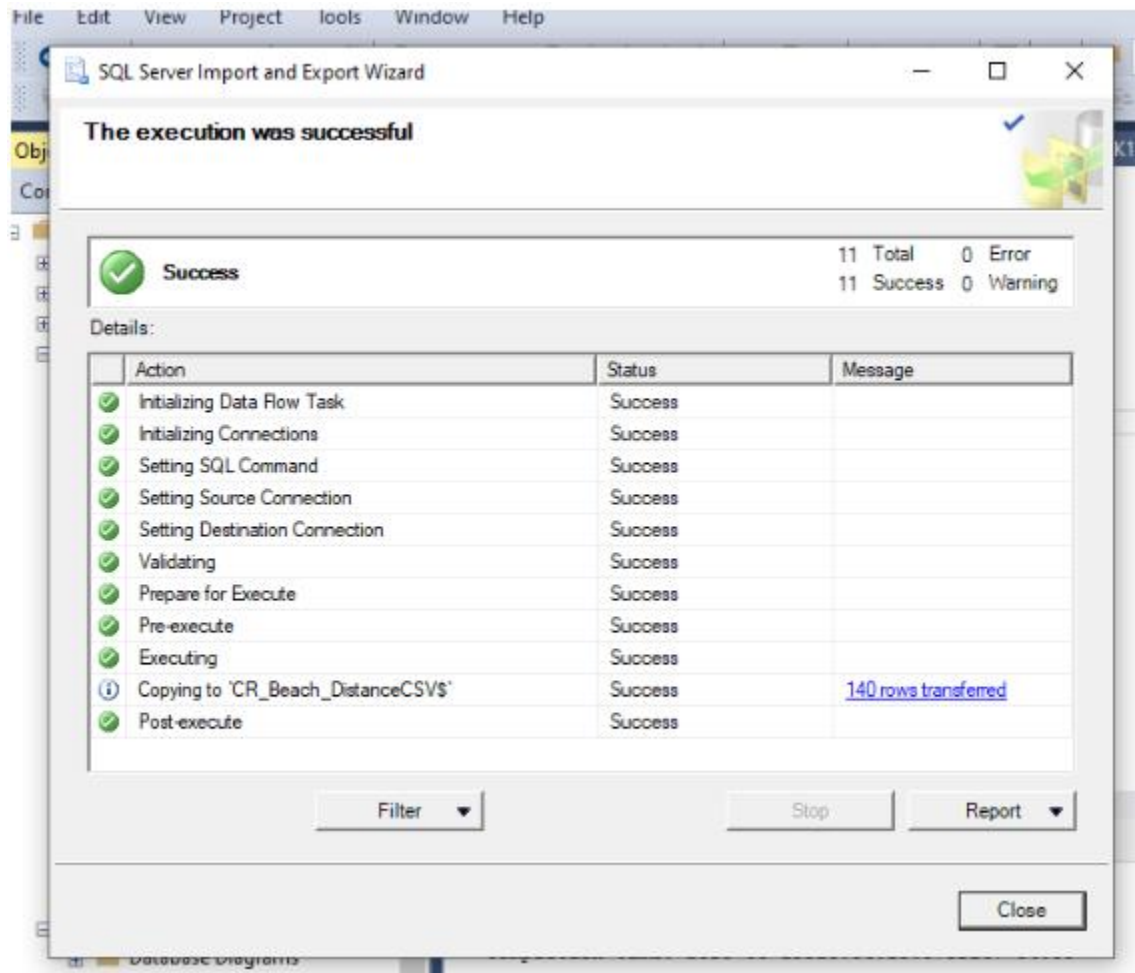 File Edit View Project Tools Window Help
SQL Server Import and Export Wizard
The execution was successful
Obj
K1
Success
11 Total 0 Error
11 Success 0 Warning
Details:
Action Status Message
Initializing Data Flow Task Success
Initializing Connections Success
Setting SQL Command Success
Setting Source Connection Success
Setting Destination Connection Success
Validating Success
Prepare for Execute Success
Pre-execute Success
Executing Success
Copying to `CR_Beach_DistanceCSV$` Success 140 rows transferred
Post-execute Success
Filter Stop Report
Close
Database Diagrams